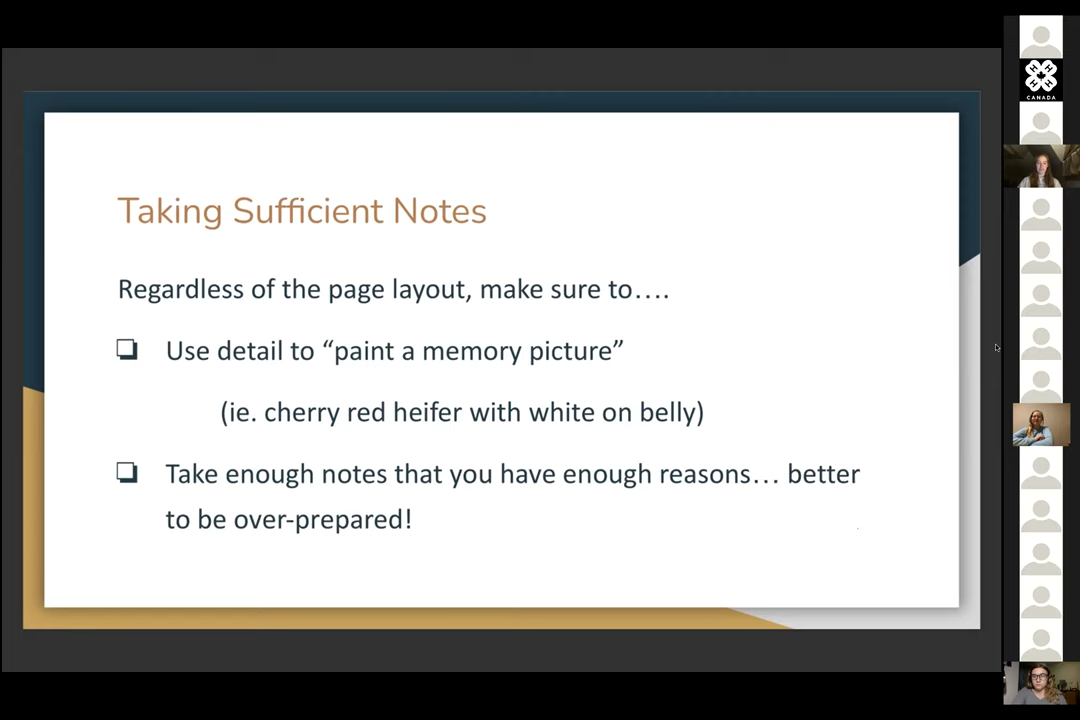 Taking Sufficient Notes
Regardless of the page layout, make sure to….
❏ Use detail to “paint a memory picture”
(ie. cherry red heifer with white on belly)
❏ Take enough notes that you have enough reasons… better
to be over-prepared!
H H H H
CANADA